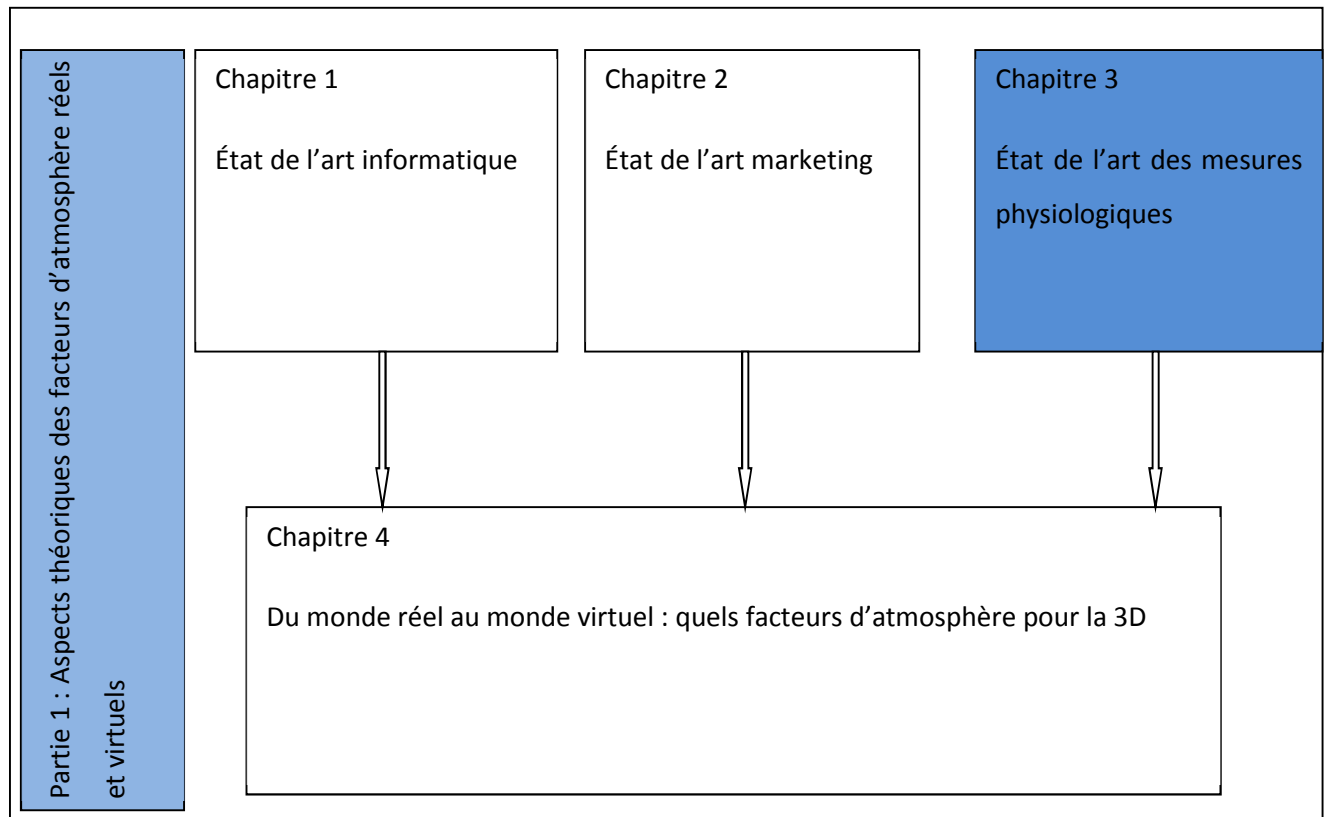 Partie 1 : Aspects théoriques des facteurs d’atmosphère réels
et virtuels
Chapitre 1
État de l’art informatique
Chapitre 2
État de l’art marketing
Chapitre 3
État de l’art des mesures
physiologiques
Chapitre 4
Du monde réel au monde virtuel : quels facteurs d’atmosphère pour la 3D